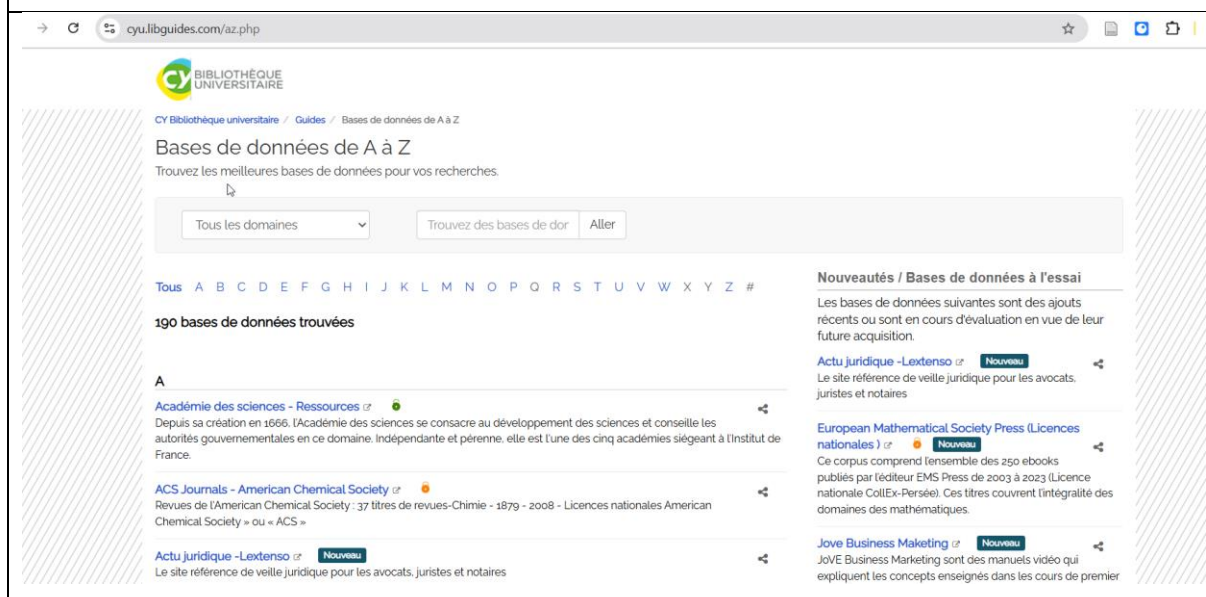 cyu.libguides.com/az.php
CY BIBLIOTHÈQUE
UNIVERSITAIRE
CY Bibliothèque universitaire / Guides / Bases de données de A à Z
Bases de données de A à Z
Trouvez les meilleures bases de données pour vos recherches.
Tous les domaines
Trouvez des bases de dor
Aller
Tous A B C D E F G H I J K L M N O P Q R S T U V W X Y Z #
190 bases de données trouvées
A
Académie des sciences - Ressources
Depuis sa création en 1666, l'Académie des sciences se consacre au développement des sciences et conseille les
autorités gouvernementales en ce domaine. Indépendante et pérenne, elle est l'une des cinq académies siégeant à l'Institut de
France.
ACS Journals - American Chemical Society
Revues de l'American Chemical Society : 37 titres de revues-Chimie - 1879 - 2008 - Licences nationales American
Chemical Society » ou « ACS »
Actu juridique -Lextenso Nouveau
Le site référence de veille juridique pour les avocats, juristes et notaires
Nouveautés / Bases de données à l'essai
Les bases de données suivantes sont des ajouts
récents ou sont en cours d'évaluation en vue de leur
future acquisition.
Actu juridique -Lextenso Nouveau
Le site référence de veille juridique pour les avocats,
juristes et notaires
European Mathematical Society Press (Licences
nationales ) Nouveau
Ce corpus comprend l'ensemble des 250 ebooks
publiés par l'éditeur EMS Press de 2003 à 2023 (Licence
nationale CollEx-Persée). Ces titres couvrent l'intégralité des
domaines des mathématiques.
Jove Business Maketing Nouveau
JoVE Business Marketing sont des manuels vidéo qui
expliquent les concepts enseignés dans les cours de premier